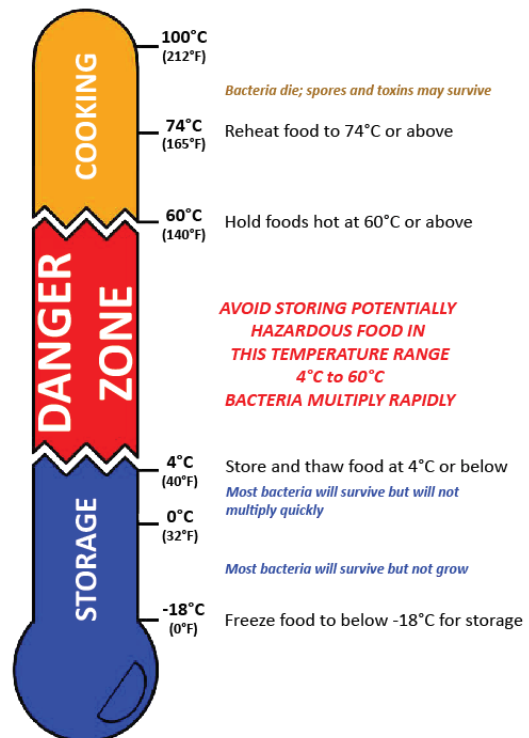 100°C
(212°F)
COOKING
Bacteria die; spores and toxins may survive
74°C
(165°F)
Reheat food to 74°C or above
60°C
(140°F)
Hold foods hot at 60°C or above
DANGER
ZONE
AVOID STORING POTENTIALLY
HAZARDOUS FOOD IN
THIS TEMPERATURE RANGE
4°C to 60°C
BACTERIA MULTIPLY RAPIDLY
4°C
(40°F)
Store and thaw food at 4°C or below
Most bacteria will survive but will not
multiply quickly
STORAGE
0°C
(32°F)
Most bacteria will survive but not grow
-18°C
(0°F)
Freeze food to below -18°C for storage